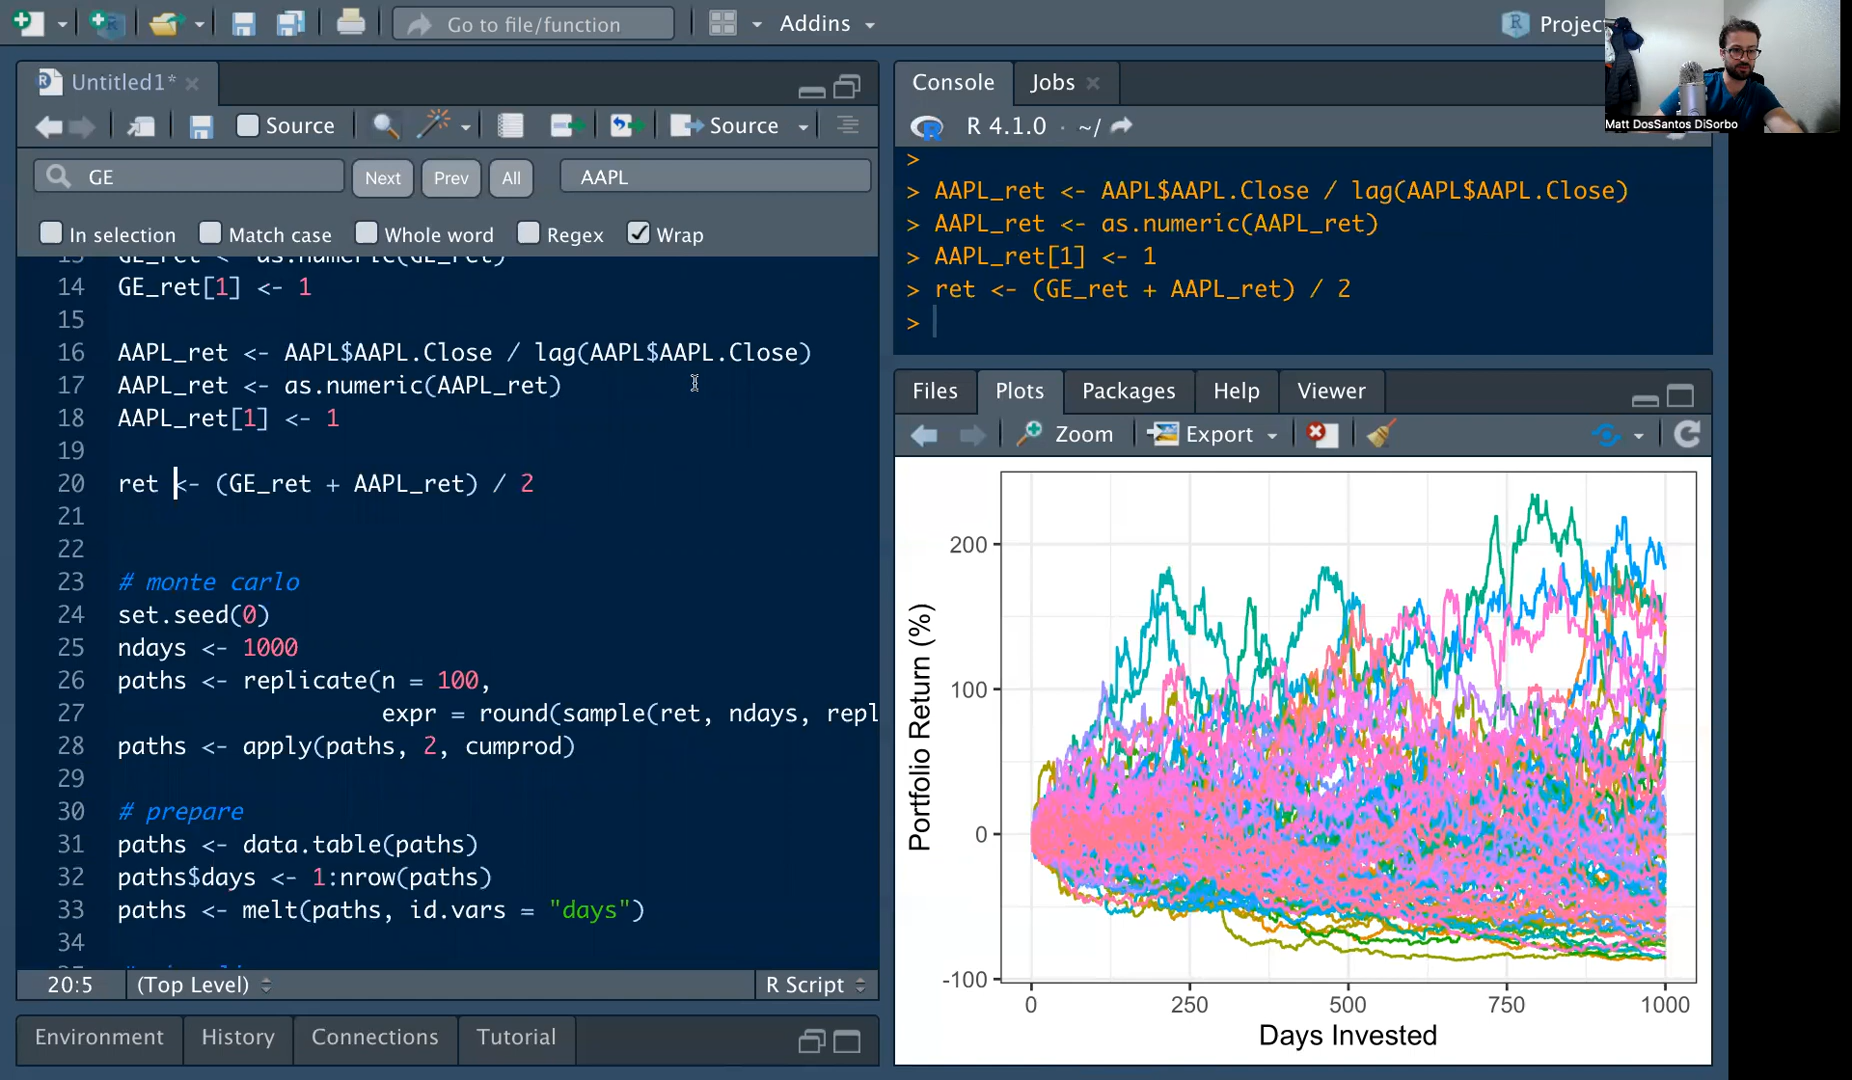 Go to file/function
Addins
Projec
Matt DosSantos DiSorbo
Untitled1*
Source
Source
GE
Next
Prev
All
AAPL
In selection
Match case
Whole word
Regex
Wrap
13 GE_ret <- as.numeric(GE_ret)
14 GE_ret[1] <- 1
15
16 AAPL_ret <- AAPL$AAPL.Close / lag(AAPL$AAPL.Close)
17 AAPL_ret <- as.numeric(AAPL_ret)
18 AAPL_ret[1] <- 1
19
20 ret <- (GE_ret + AAPL_ret) / 2
21
22
23 # monte carlo
24 set.seed(0)
25 ndays <- 1000
26 paths <- replicate(n = 100,
27 expr = round(sample(ret, ndays, repl
28 paths <- apply(paths, 2, cumprod)
29
30 # prepare
31 paths <- data.table(paths)
32 paths$days <- 1:nrow(paths)
33 paths <- melt(paths, id.vars = "days")
34
20:5
(Top Level)
R Script
Environment
History
Connections
Tutorial
Console
Jobs
R 4.1.0 · ~/
>
> AAPL_ret <- AAPL$AAPL.Close / lag(AAPL$AAPL.Close)
> AAPL_ret <- as.numeric(AAPL_ret)
> AAPL_ret[1] <- 1
> ret <- (GE_ret + AAPL_ret) / 2
>
Files
Plots
Packages
Help
Viewer
Zoom
Export
Portfolio Return (%)
200
100
0
-100
0
250
500
750
1000
Days Invested